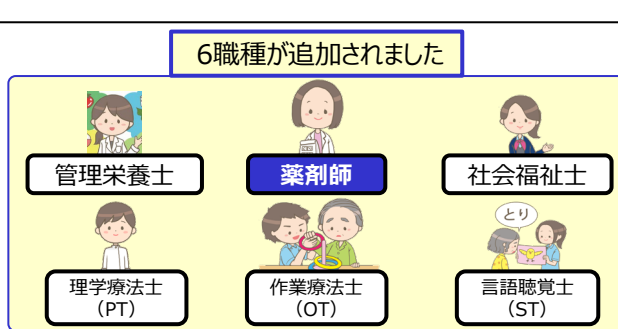 6職種が追加されました
管理栄養士
薬剤師
社会福祉士
とり
理学療法士
（PT）
作業療法士
（OT）
言語聴覚士
（ST）